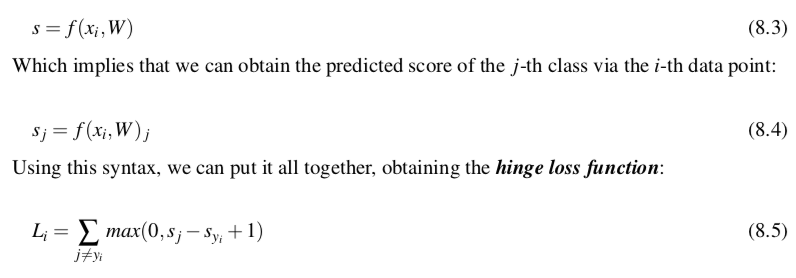 s = f(x_i, W) (8.3)
Which implies that we can obtain the predicted score of the j-th class via the i-th data point:
s_j = f(x_i, W)_j (8.4)
Using this syntax, we can put it all together, obtaining the hinge loss function:
L_i = ∑_{j≠y_i} max(0, s_j − s_{y_i} + 1) (8.5)